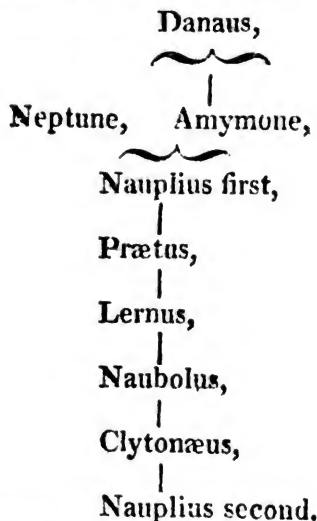 Danaus,
Neptune, Amymone,
Nauplius first,
Prætus,
Lernus,
Naubolus,
Clytonæus,
Nauplius second.